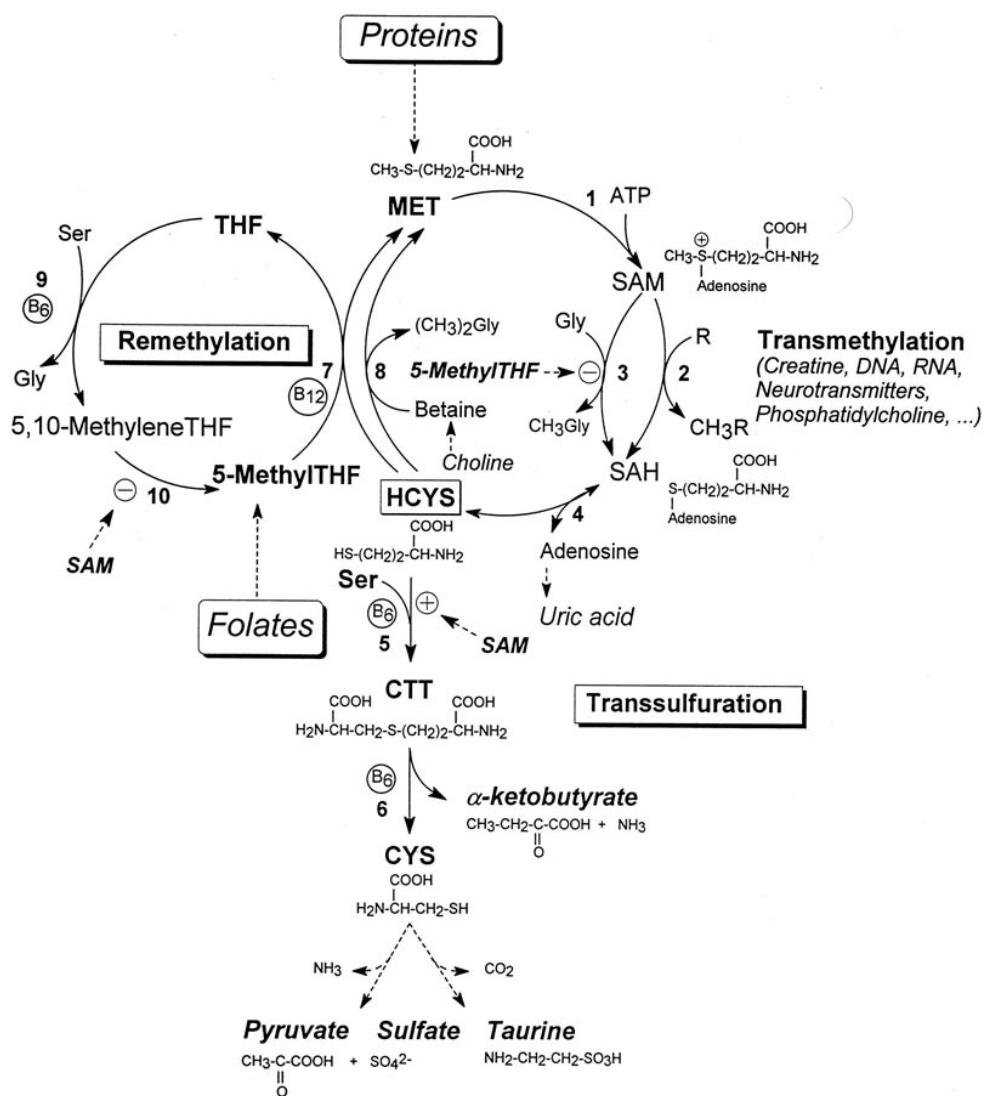 Proteins
COOH
CH3-S-(CH2)2-CH-NH2
MET
1 ATP
THF
Ser
COOH
⊕
CH3-S-(CH2)2-CH-NH2
Adenosine
SAM
9
B6
Remethylation
(CH3)2Gly
Gly
R
Transmethylation
(Creatine, DNA, RNA,
Neurotransmitters,
Phosphatidylcholine, ...)
7
8
5-MethylTHF
⊖
3
2
Gly
B12
Betaine
CH3Gly
CH3R
5,10-MethyleneTHF
Choline
5-MethylTHF
SAH
COOH
S-(CH2)2-CH-NH2
Adenosine
⊖
10
HCYS
4
COOH
HS-(CH2)2-CH-NH2
Adenosine
SAM
Ser
B6
⊕
5
SAM
Uric acid
Folates
CTT
COOH
COOH
H2N-CH-CH2-S-(CH2)2-CH-NH2
Transsulfuration
B6
6
α-ketobutyrate
CH3-CH2-C-COOH + NH3
O
CYS
COOH
H2N-CH-CH2-SH
NH3
CO2
Pyruvate Sulfate Taurine
CH3-C-COOH + SO42- NH2-CH2-CH2-SO3H
O